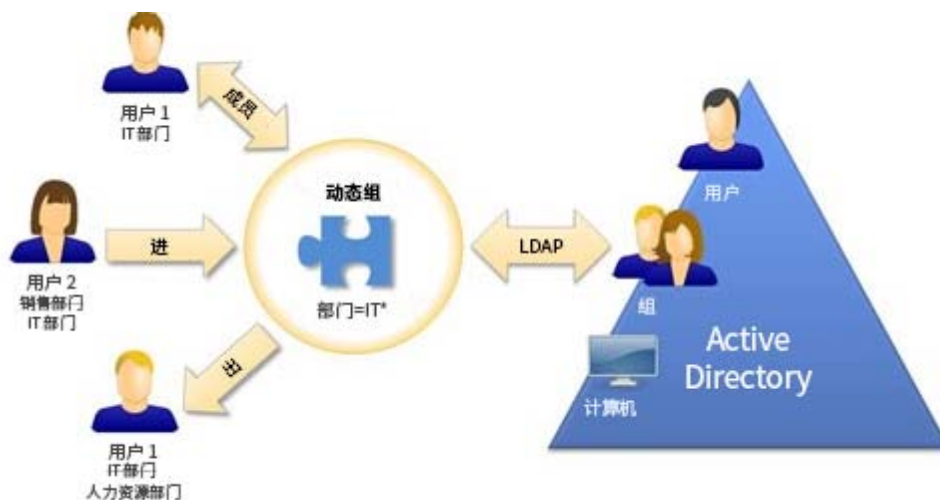 用户 1
IT部门
成员
用户 2
销售部门
IT部门
进
动态组
部门=IT*
出
用户 1
IT部门
人力资源部门
LDAP
用户
组
计算机
Active
Directory